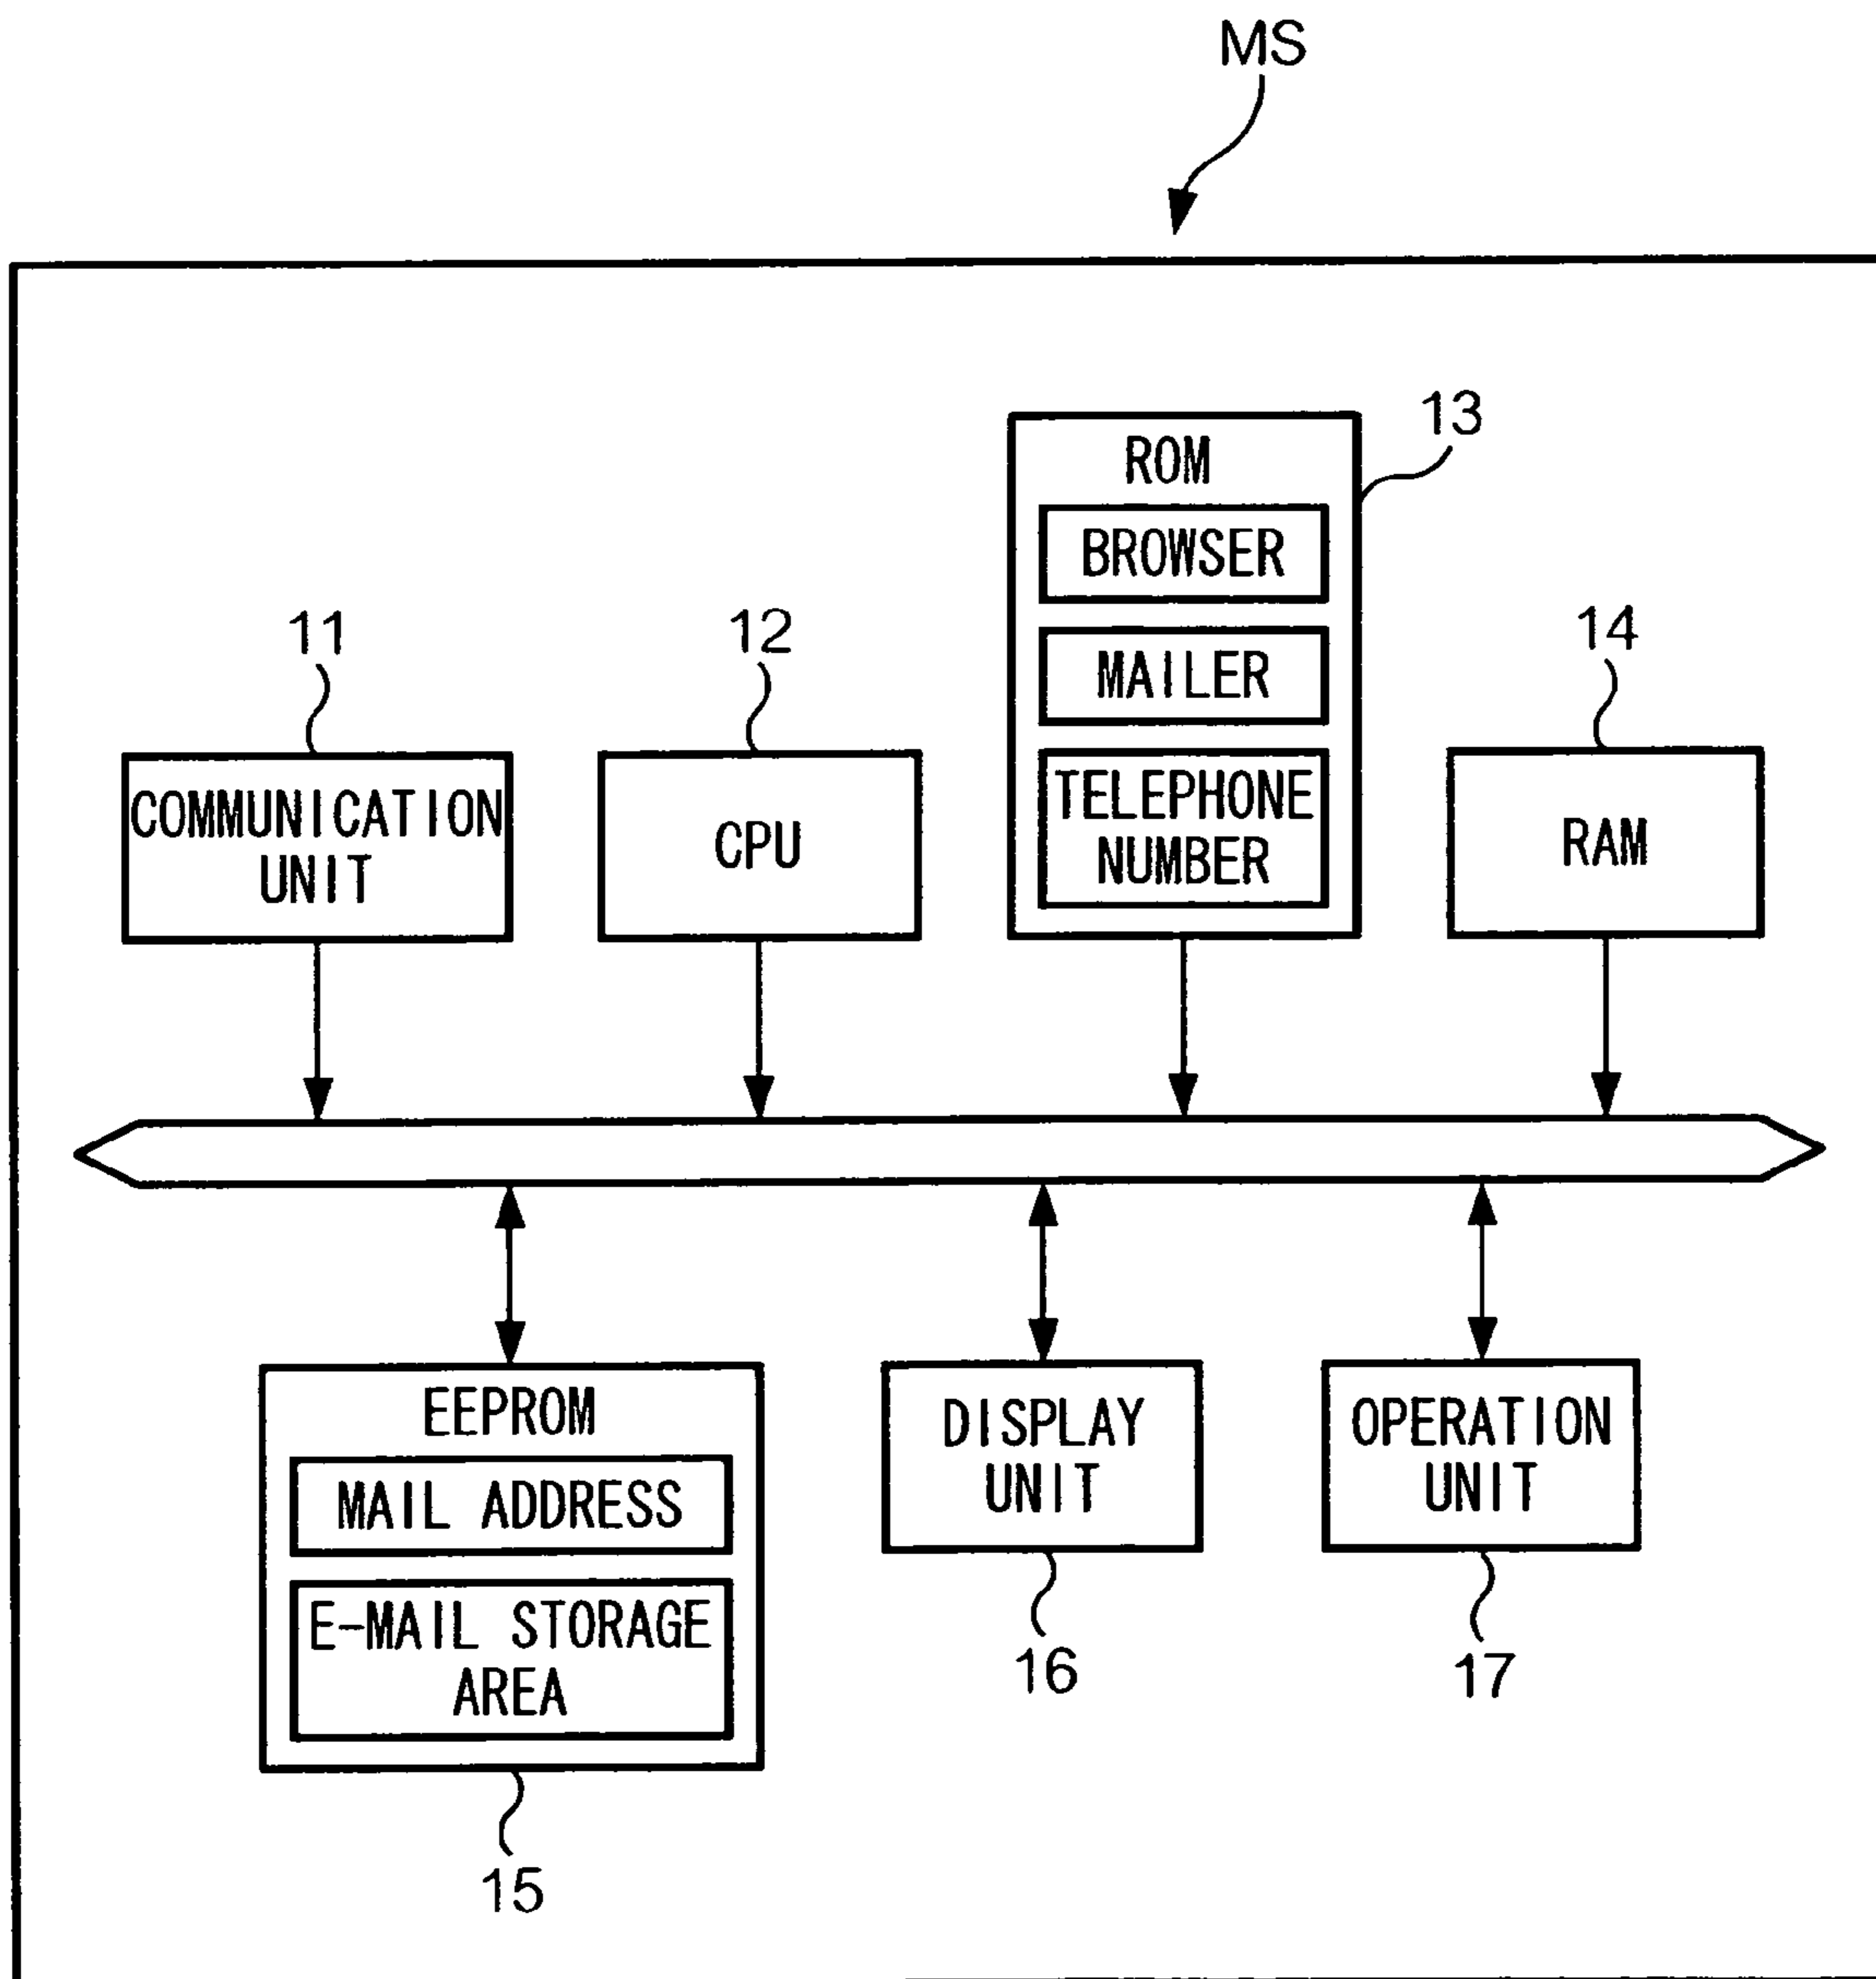 MS
13
ROM
BROWSER
MAILER
TELEPHONE
NUMBER
11
12
14
COMMUNICATION
UNIT
CPU
RAM
EEPROM
MAIL ADDRESS
E-MAIL STORAGE
AREA
DISPLAY
UNIT
OPERATION
UNIT
16
17
15